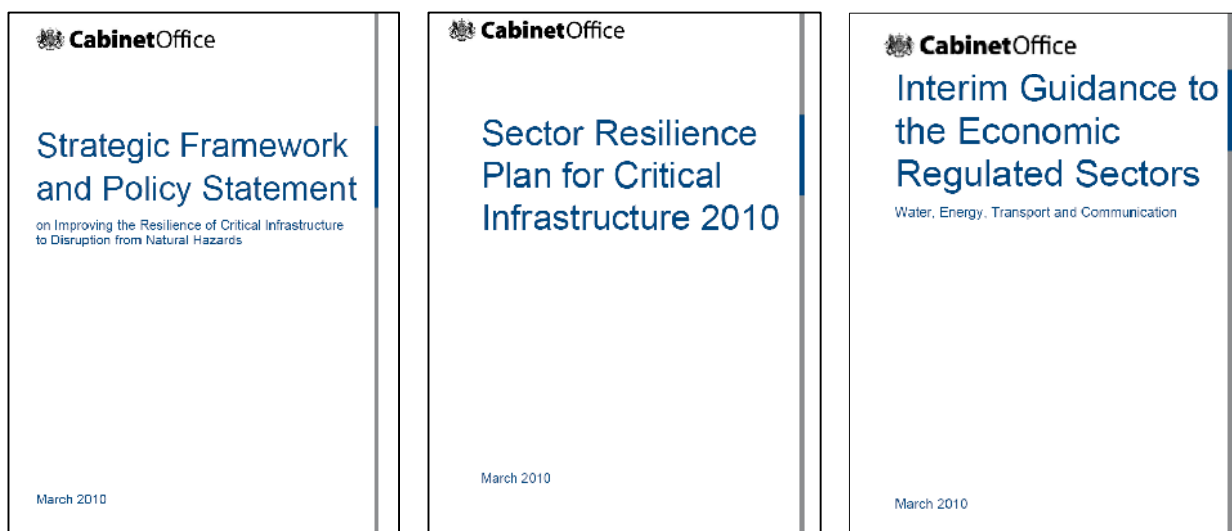 CabinetOffice
Strategic Framework
and Policy Statement
on Improving the Resilience of Critical Infrastructure
to Disruption from Natural Hazards
March 2010
CabinetOffice
Sector Resilience
Plan for Critical
Infrastructure 2010
March 2010
CabinetOffice
Interim Guidance to
the Economic
Regulated Sectors
Water, Energy, Transport and Communication
March 2010